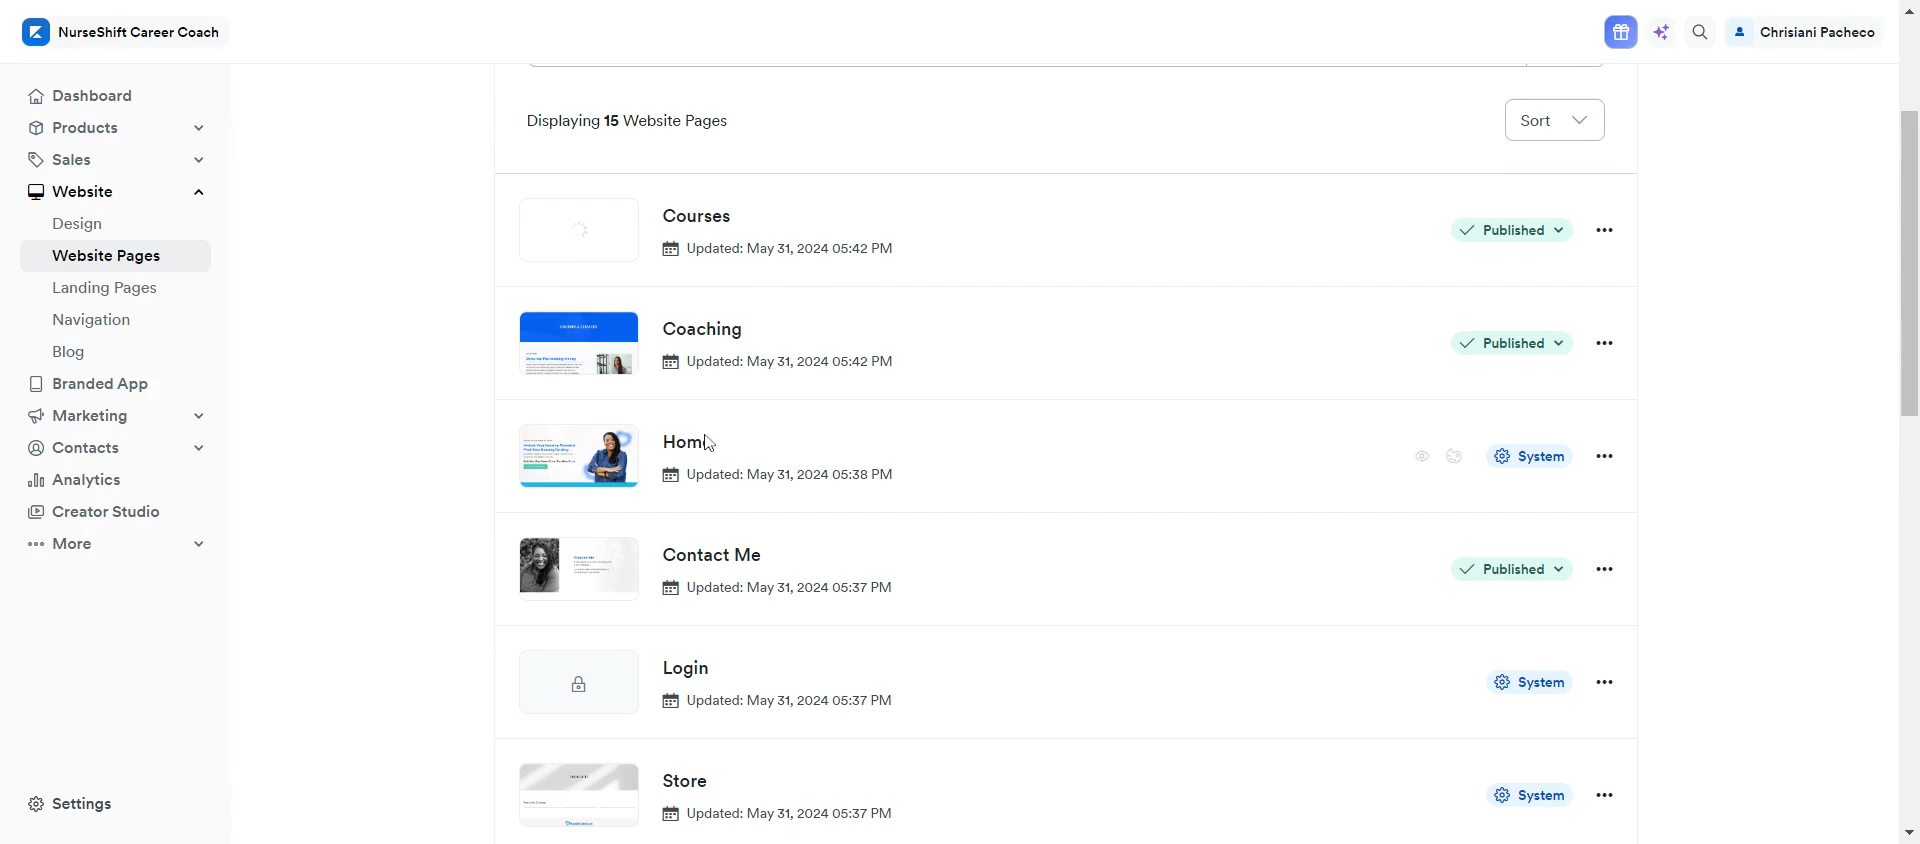 NurseShift Career Coach
Chrisiani Pacheco
Dashboard
Products
Sales
Website
Design
Website Pages
Landing Pages
Navigation
Blog
Branded App
Marketing
Contacts
Analytics
Creator Studio
More
Settings
Displaying 15 Website Pages
Sort
Courses
Updated: May 31, 2024 05:42 PM
Published
Coaching
Updated: May 31, 2024 05:42 PM
Published
Home
Updated: May 31, 2024 05:38 PM
System
Contact Me
Updated: May 31, 2024 05:37 PM
Published
Login
Updated: May 31, 2024 05:37 PM
System
Store
Updated: May 31, 2024 05:37 PM
System